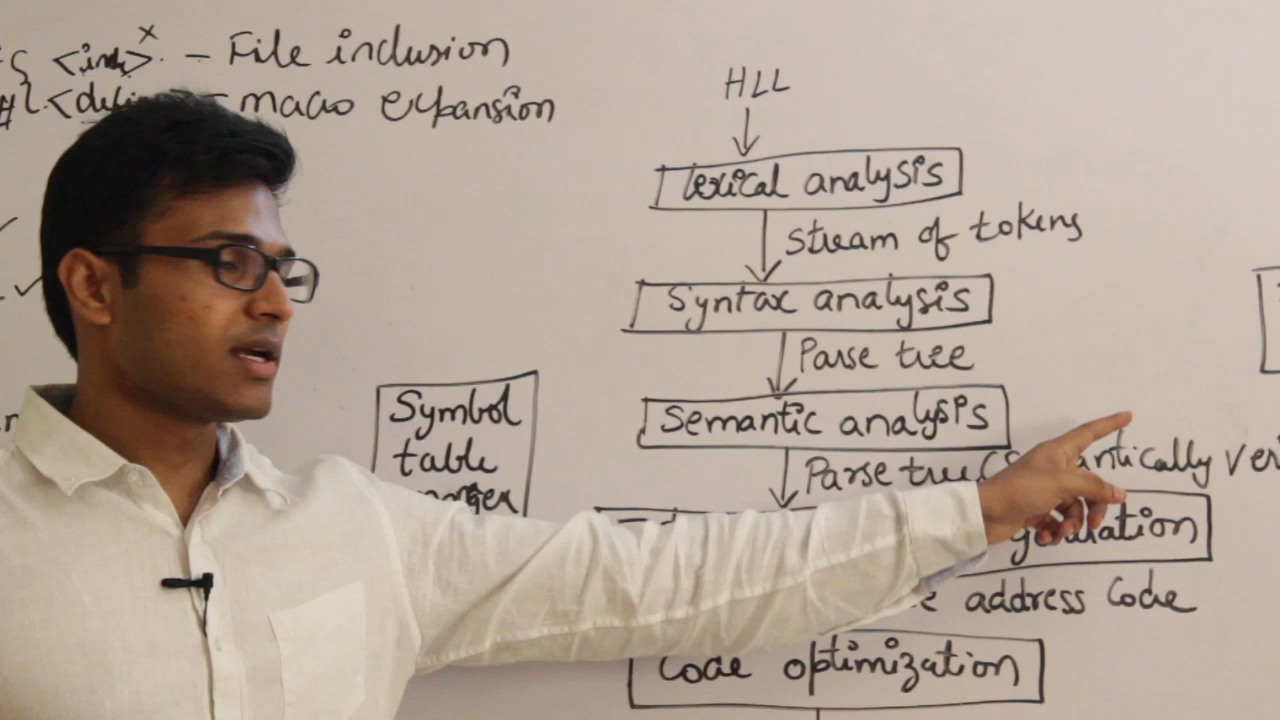 – File inclusion
– macro expansion
HLL
Lexical analysis
Stream of tokens
Syntax analysis
Parse tree
Symbol
table
Semantic analysis
Parse tree
generation
address Code
Code optimization